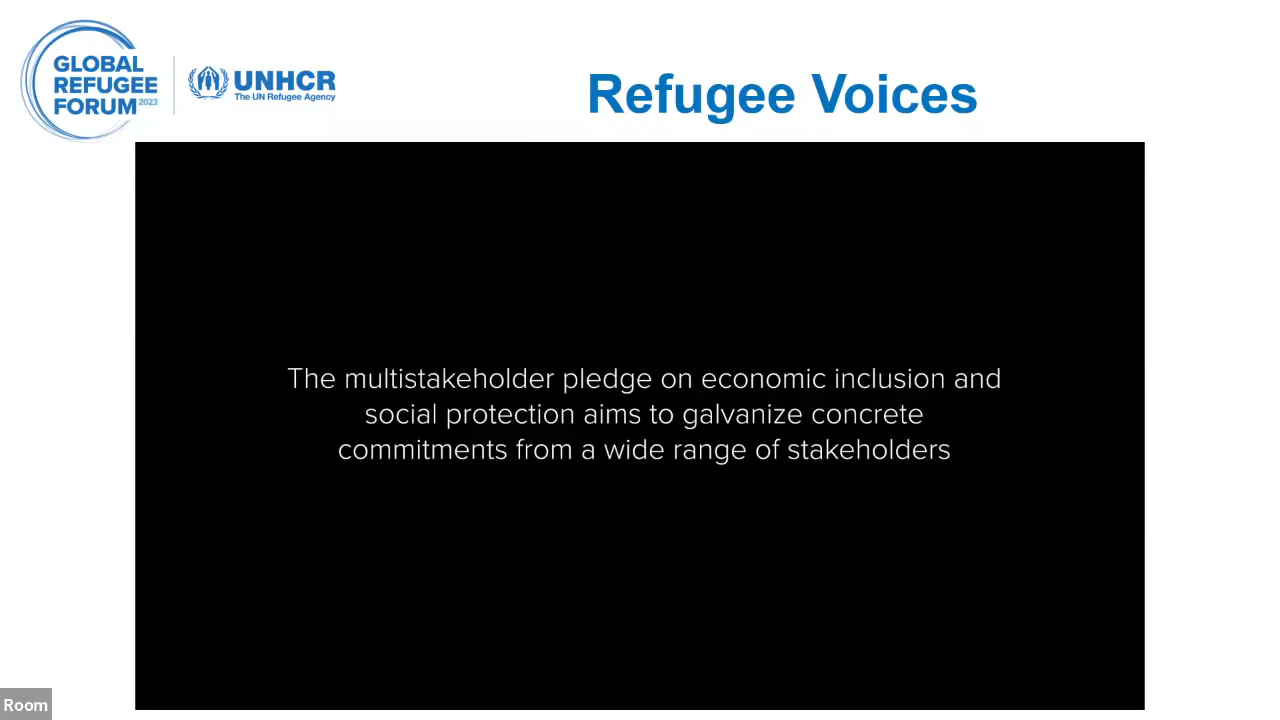 GLOBAL
REFUGEE
FORUM 2023
UNHCR
The UN Refugee Agency
Refugee Voices
The multistakeholder pledge on economic inclusion and
social protection aims to galvanize concrete
commitments from a wide range of stakeholders
Room